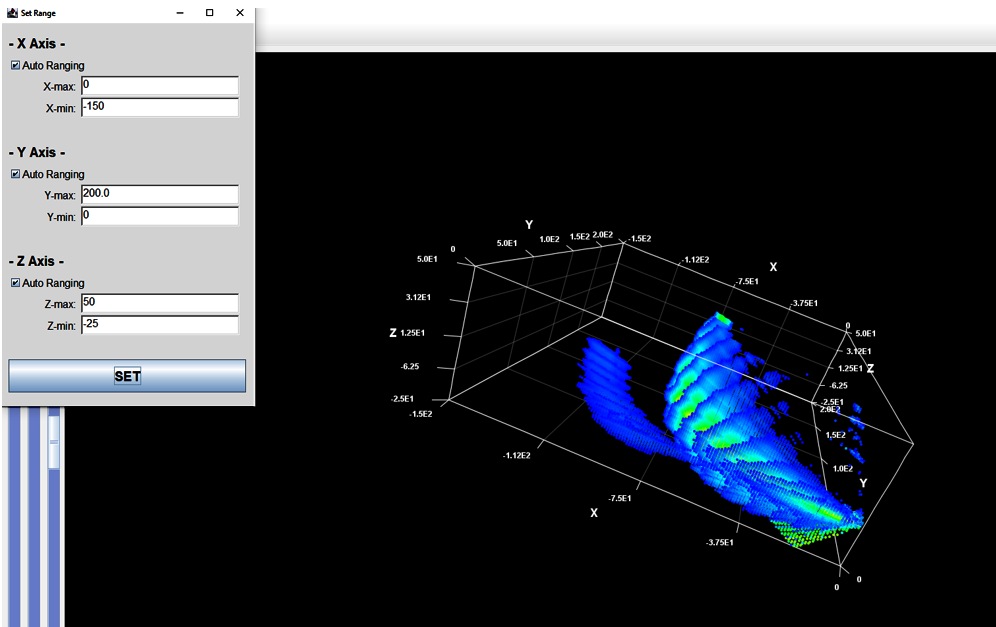 Set Range
- X Axis -
Auto Ranging
X-max: 0
X-min: -150
- Y Axis -
Auto Ranging
Y-max: 200.0
Y-min: 0
- Z Axis -
Auto Ranging
Z-max: 50
Z-min: -25
SET
Y
0
5.0E1
1.0E2
1.5E2
2.0E2
-1.5E2
-1.12E2
X
-7.5E1
-3.75E1
0
5.0E1
3.12E1
Z
1.25E1
-6.25
-2.5E1
-1.5E2
5.0E1
3.12E1
1.25E1
Z
-6.25
-2.5E1
2.0E2
1.5E2
1.0E2
Y
-1.12E2
-7.5E1
X
-3.75E1
0
0